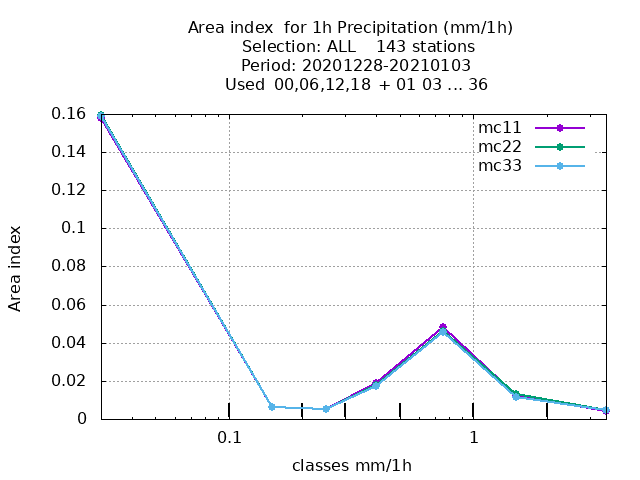 Area index  for 1h Precipitation (mm/1h)
Selection: ALL    143 stations
Period: 20201228-20210103
Used  00,06,12,18  + 01 03 ... 36
mc11
mc22
mc33
0.16
0.14
0.12
0.1
0.08
0.06
0.04
0.02
0
Area index
0.1
1
classes mm/1h